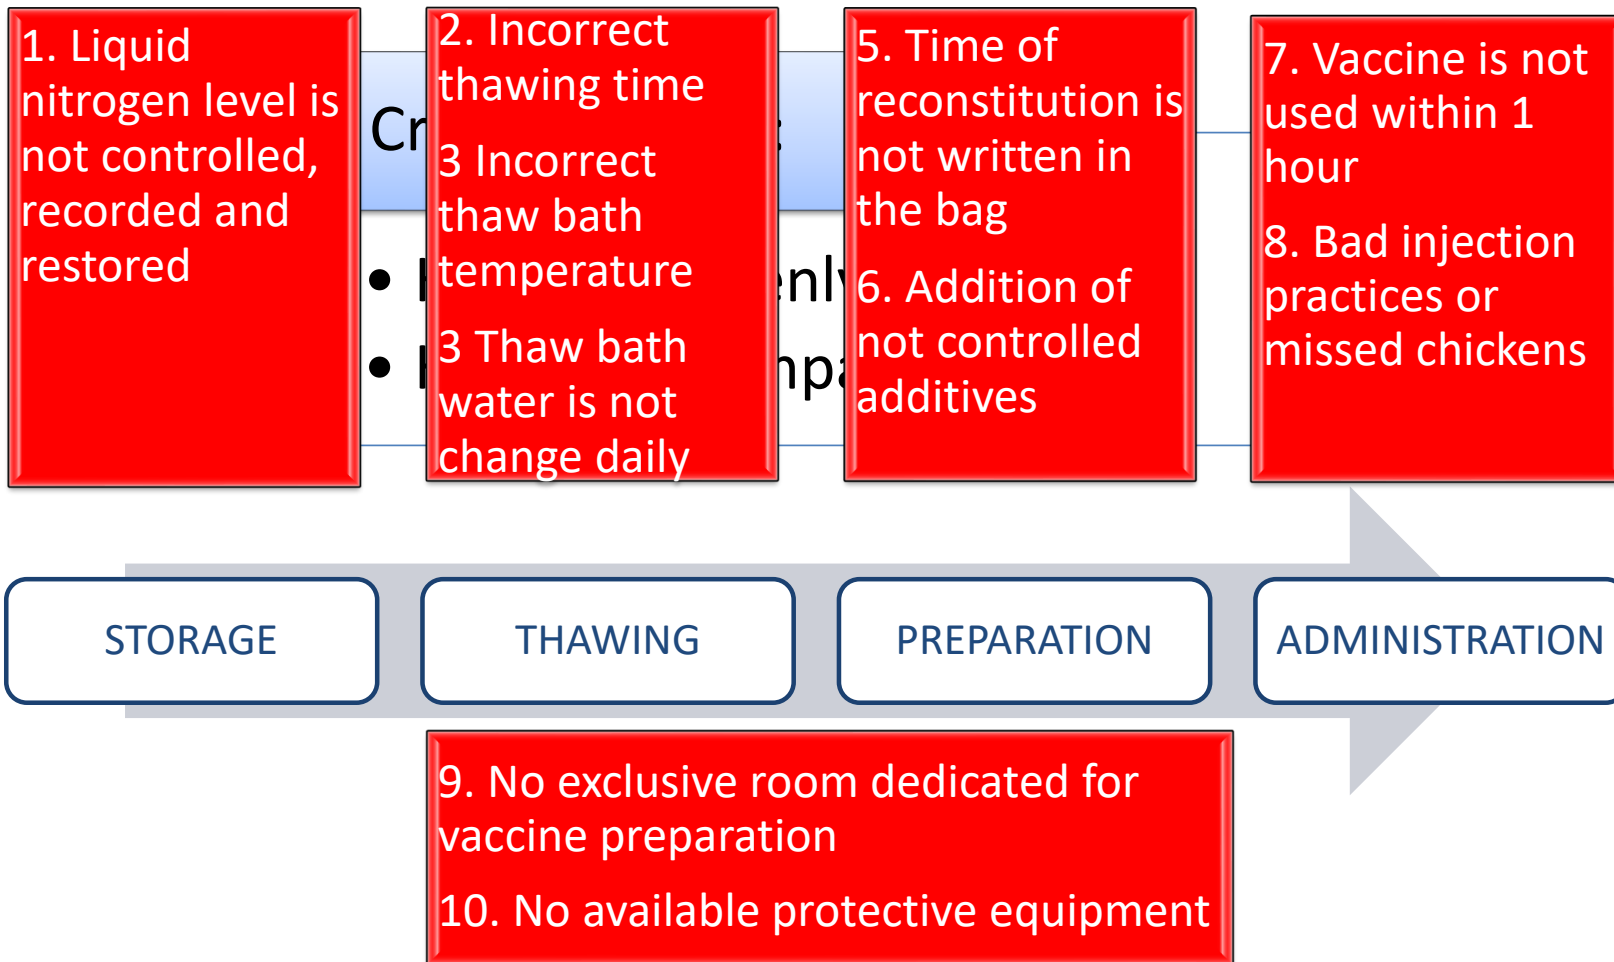 1. Liquid
nitrogen level is
not controlled,
recorded and
restored
2. Incorrect
thawing time
3 Incorrect
thaw bath
temperature
3 Thaw bath
water is not
change daily
5. Time of
reconstitution is
not written in
the bag
6. Addition of
not controlled
additives
7. Vaccine is not
used within 1
hour
8. Bad injection
practices or
missed chickens
STORAGE
THAWING
PREPARATION
ADMINISTRATION
9. No exclusive room dedicated for
vaccine preparation
10. No available protective equipment